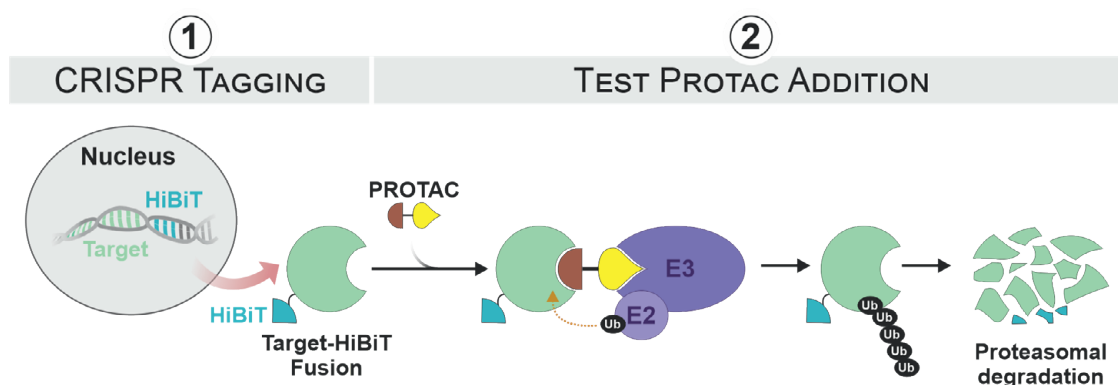 1
2
CRISPR TAGGING
TEST PROTAC ADDITION
Nucleus
HiBiT
Target
HiBiT
Target-HiBiT
Fusion
PROTAC
E3
E2
Ub
Ub
Ub
Ub
Ub
Ub
Proteasomal
degradation